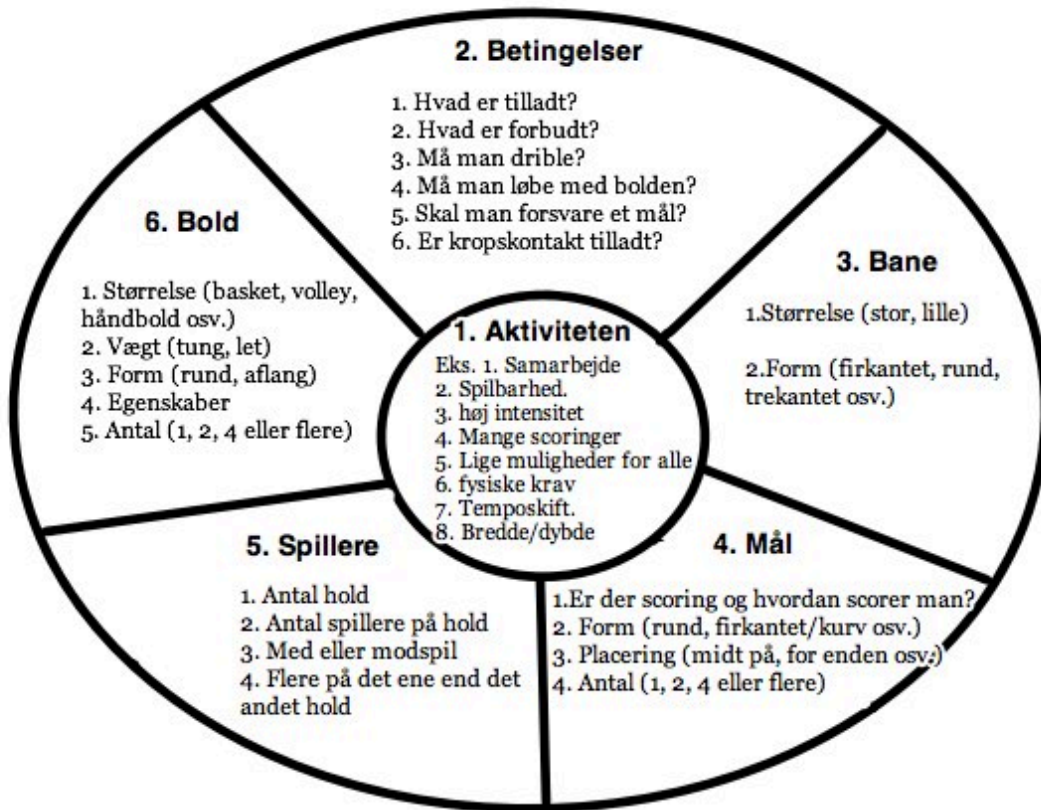 2. Betingelser
1. Hvad er tilladt?
2. Hvad er forbudt?
3. Må man drible?
4. Må man løbe med bolden?
5. Skal man forsvare et mål?
6. Er kropskontakt tilladt?
6. Bold
1. Størrelse (basket, volley,
håndbold osv.)
2. Vægt (tung, let)
3. Form (rund, aflang)
4. Egenskaber
5. Antal (1, 2, 4 eller flere)
3. Bane
1.Størrelse (stor, lille)
2.Form (firkantet, rund,
trekantet osv.)
1. Aktiviteten
Eks. 1. Samarbejde
2. Spilbarhed.
3. høj intensitet
4. Mange scoringer
5. Lige muligheder for alle
6. fysiske krav
7. Temposkift.
8. Bredde/dybde
5. Spillere
1. Antal hold
2. Antal spillere på hold
3. Med eller modspil
4. Flere på det ene end det
andet hold
4. Mål
1.Er der scoring og hvordan scorer man?
2. Form (rund, firkantet/kurv osv.)
3. Placering (midt på, for enden osv.)
4. Antal (1, 2, 4 eller flere)